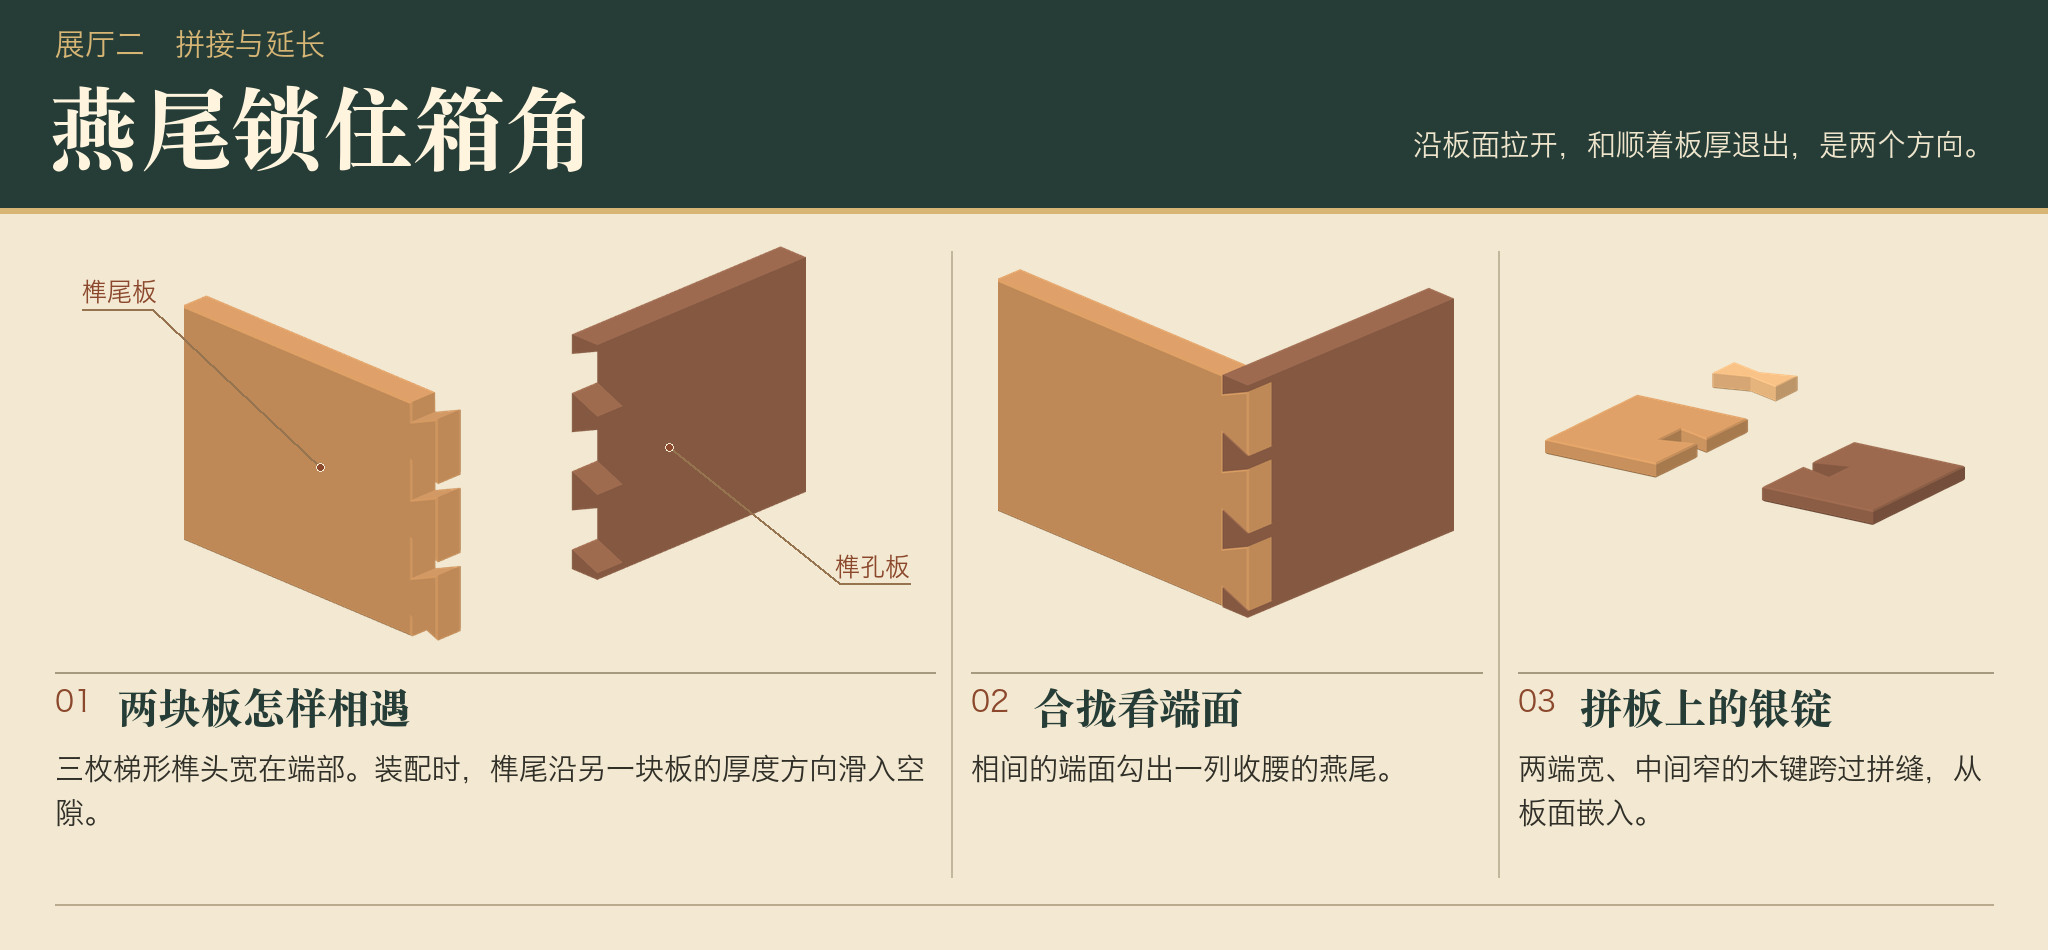 展厅二 拼接与延长
燕尾锁住箱角
沿板面拉开，和顺着板厚退出，是两个方向。
榫尾板
榫孔板
01 两块板怎样相遇
三枚梯形榫头宽在端部。装配时，榫尾沿另一块板的厚度方向滑入空
隙。
02 合拢看端面
相间的端面勾出一列收腰的燕尾。
03 拼板上的银锭
两端宽、中间窄的木键跨过拼缝，从
板面嵌入。